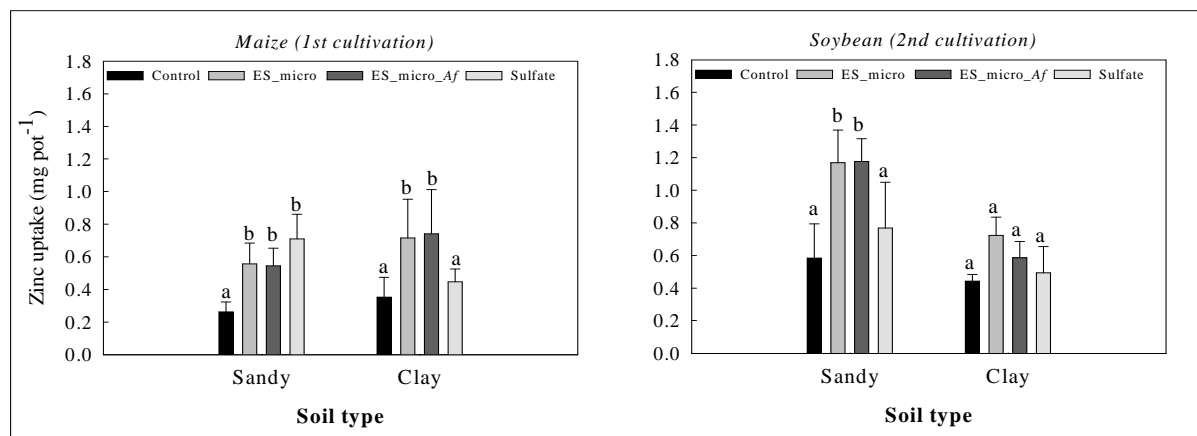 Maize (1st cultivation)
Control ES_micro ES_micro_Af Sulfate
Zinc uptake (mg pot-1)
1.8
1.6
1.4
1.2
1.0
0.8
0.6
0.4
0.2
0.0
a b b b
a b b a
Sandy Clay
Soil type
Soybean (2nd cultivation)
Control ES_micro ES_micro_Af Sulfate
1.8
1.6
1.4
1.2
1.0
0.8
0.6
0.4
0.2
0.0
a b b a
a a a a
Sandy Clay
Soil type